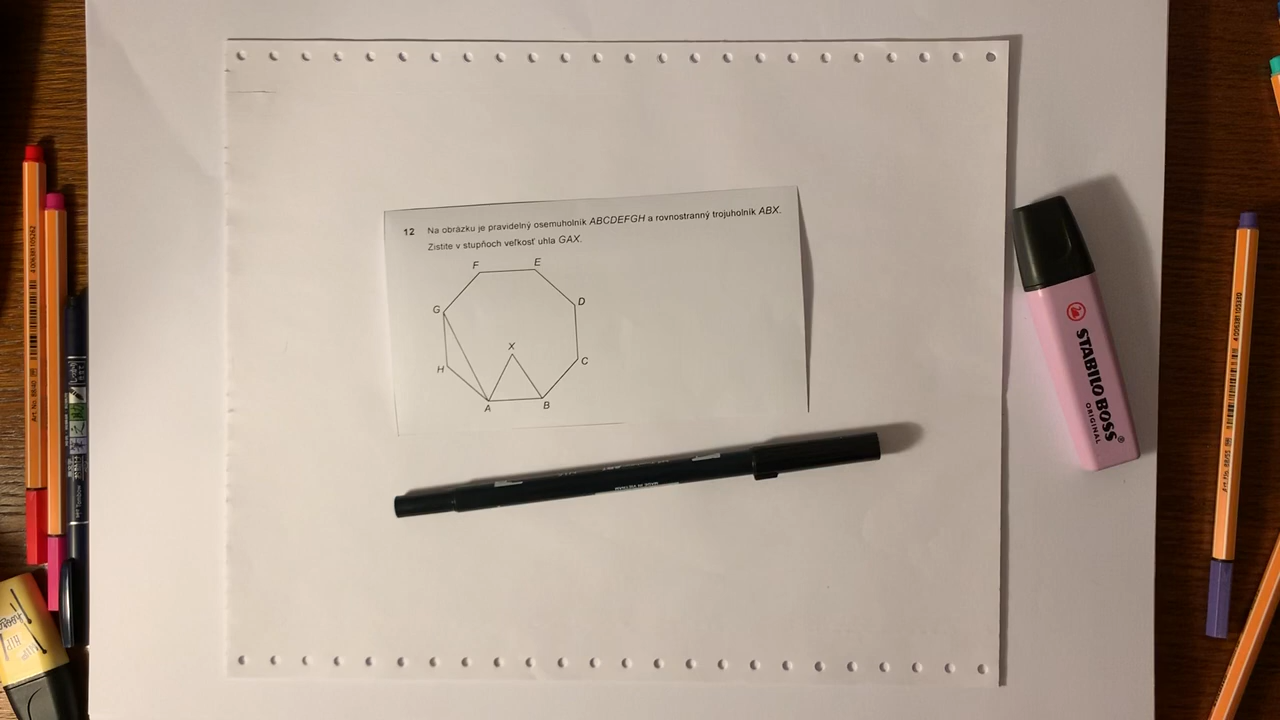 12 Na obrázku je pravidelný osemuholník ABCDEFGH a rovnostranný trojuholník ABX.
Zistite v stupňoch veľkosť uhla GAX.
F E
G D
X
H C
A B
STABILO BOSS®
ORIGINAL